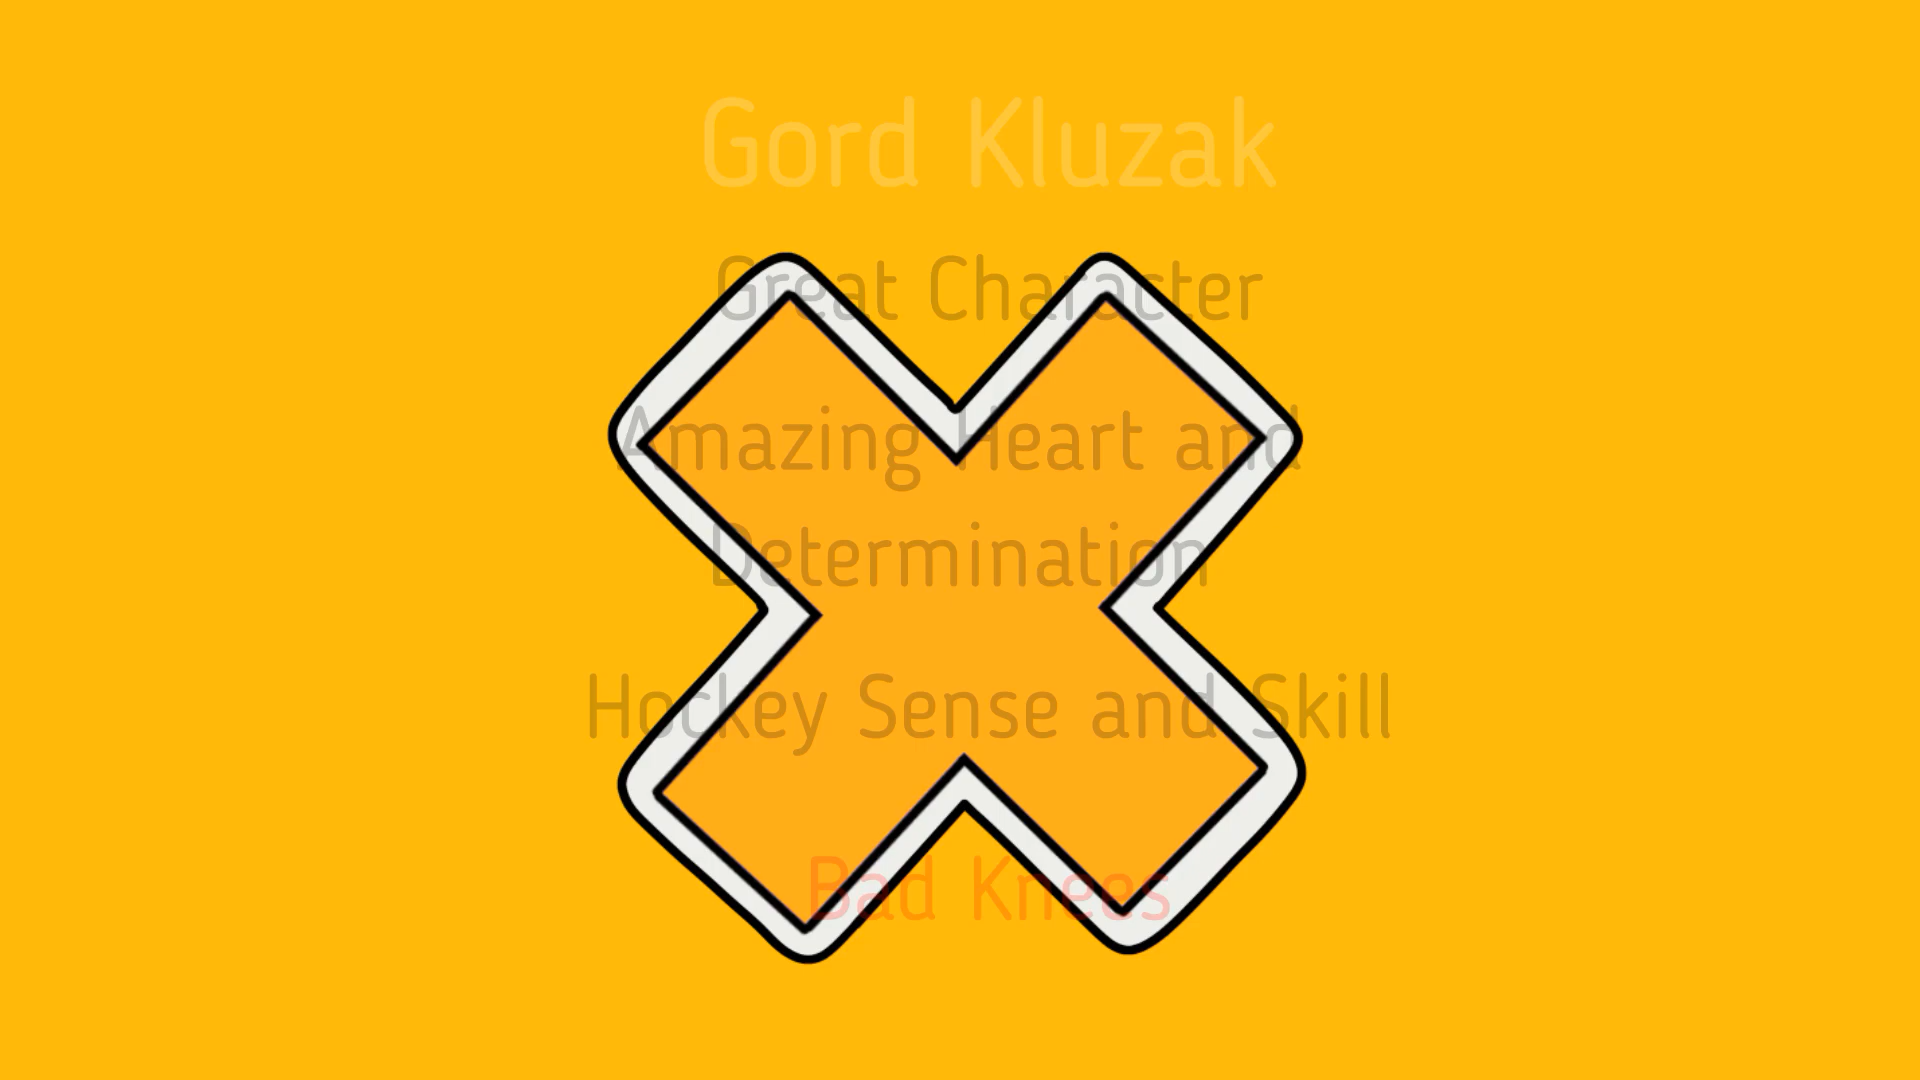 Gord Kluzak
Great Character
Amazing Heart and
Determination
Hockey Sense and Skill
Bad Knees